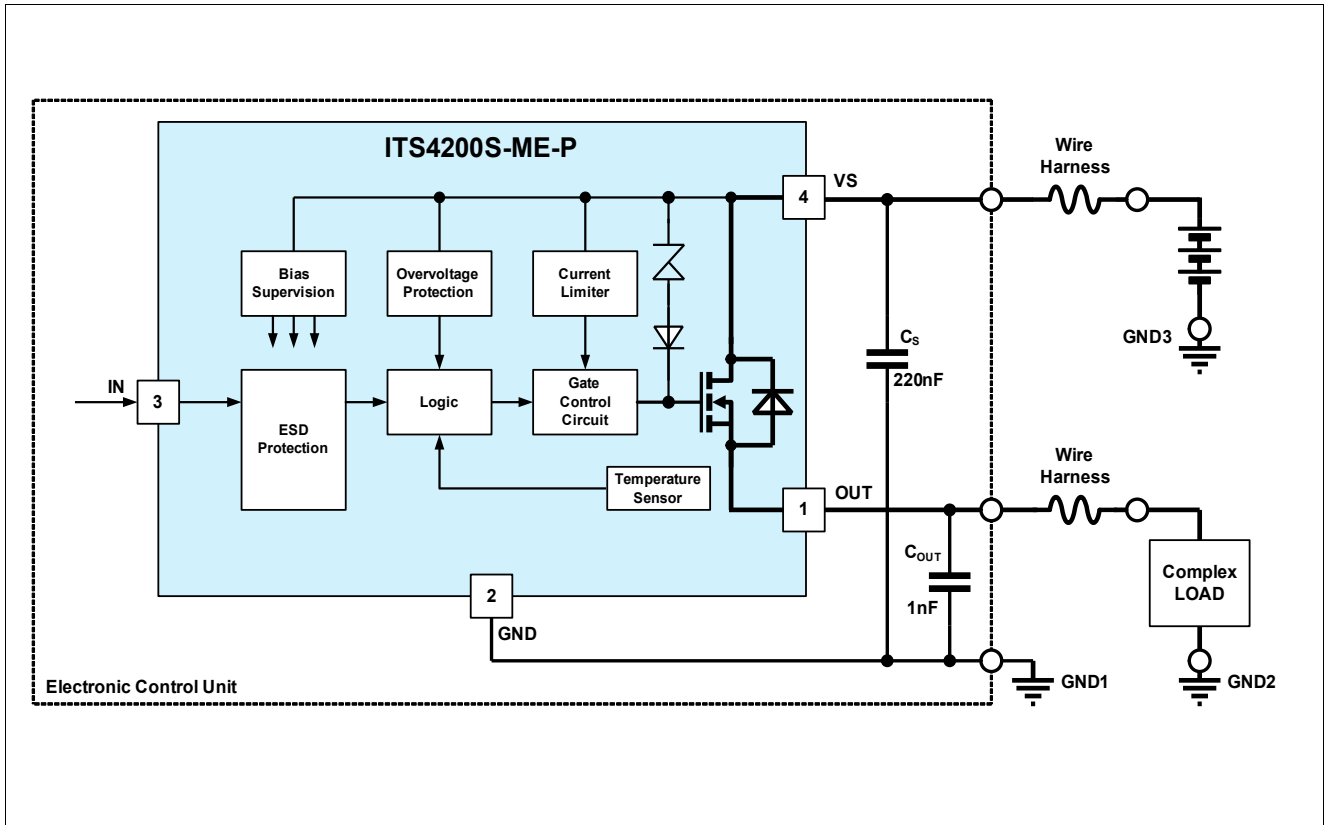 ITS4200S-ME-P
Wire
Harness
VS
4
Bias
Supervision
Overvoltage
Protection
Current
Limiter
GND3
C_S
220nF
IN
3
ESD
Protection
Logic
Gate
Control
Circuit
Temperature
Sensor
OUT
1
Wire
Harness
C_OUT
1nF
Complex
LOAD
2
GND
Electronic Control Unit
GND1
GND2